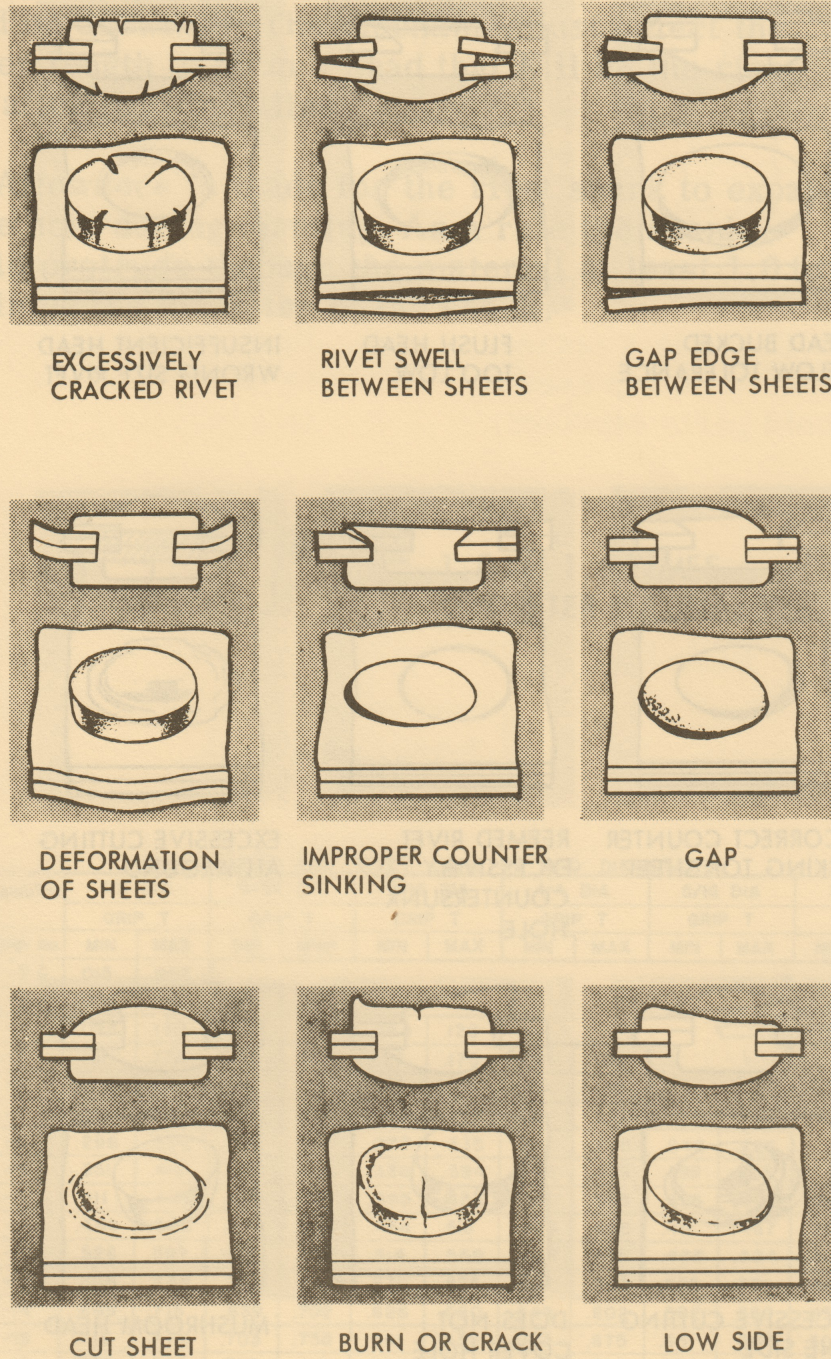 EXCESSIVELY
CRACKED RIVET
RIVET SWELL
BETWEEN SHEETS
GAP EDGE
BETWEEN SHEETS
DEFORMATION
OF SHEETS
IMPROPER COUNTER
SINKING
GAP
CUT SHEET
BURN OR CRACK
LOW SIDE